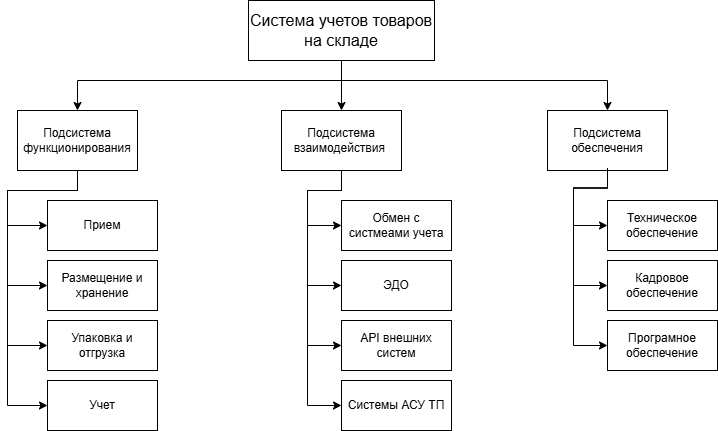 Система учетов товаров
на складе
Подсистема
функционирования
Подсистема
взаимодействия
Подсистема
обеспечения
Прием
Размещение и
хранение
Упаковка и
отгрузка
Учет
Обмен с
систмеами учета
ЭДО
API внешних
систем
Системы АСУ ТП
Техническое
обеспечение
Кадровое
обеспечение
Програмное
обеспечение